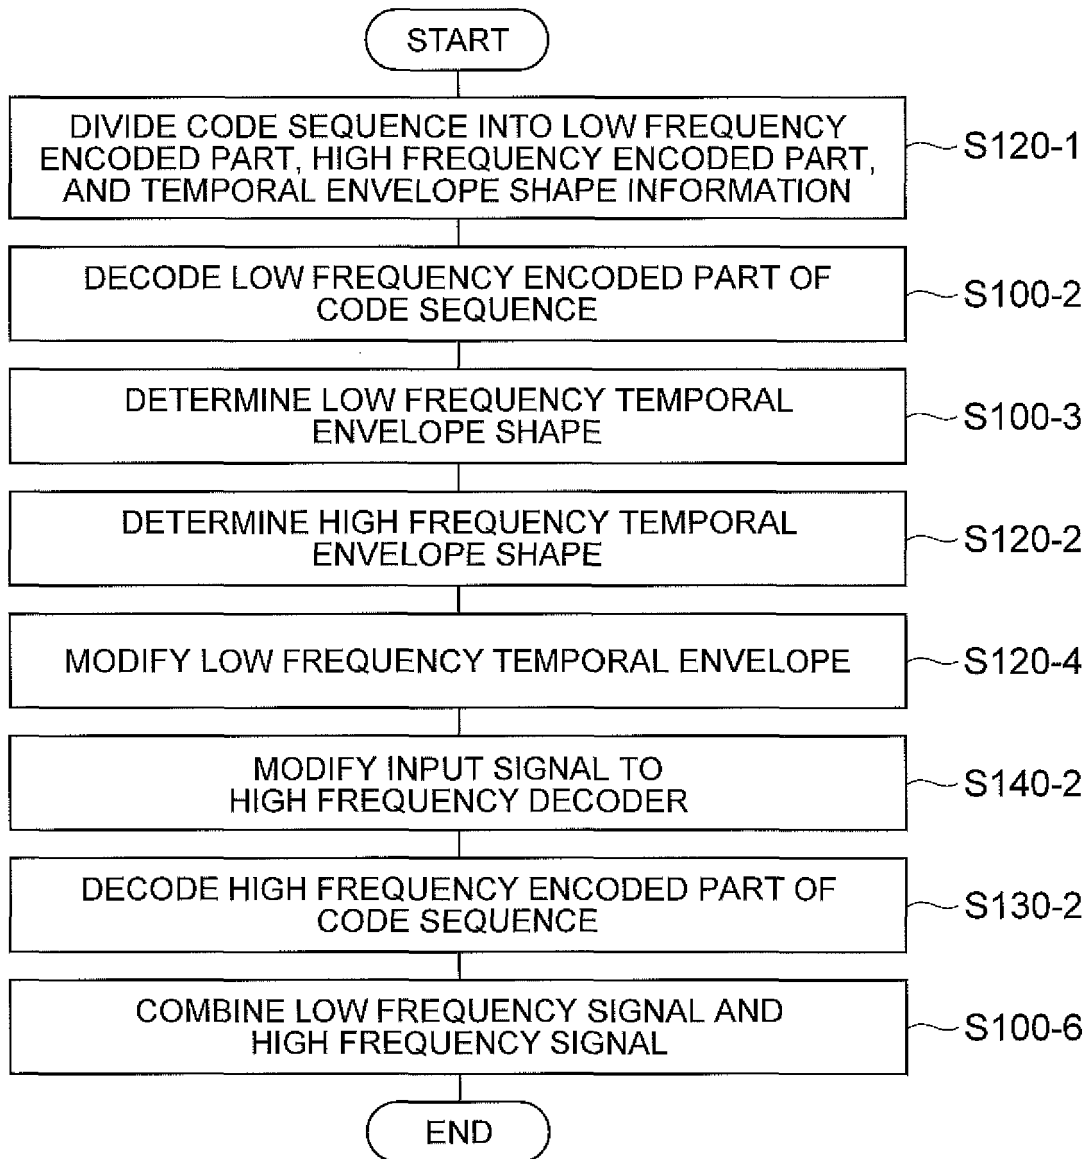 START
DIVIDE CODE SEQUENCE INTO LOW FREQUENCY
ENCODED PART, HIGH FREQUENCY ENCODED PART,
AND TEMPORAL ENVELOPE SHAPE INFORMATION
S120-1
DECODE LOW FREQUENCY ENCODED PART OF
CODE SEQUENCE
S100-2
DETERMINE LOW FREQUENCY TEMPORAL
ENVELOPE SHAPE
S100-3
DETERMINE HIGH FREQUENCY TEMPORAL
ENVELOPE SHAPE
S120-2
MODIFY LOW FREQUENCY TEMPORAL ENVELOPE
S120-4
MODIFY INPUT SIGNAL TO
HIGH FREQUENCY DECODER
S140-2
DECODE HIGH FREQUENCY ENCODED PART OF
CODE SEQUENCE
S130-2
COMBINE LOW FREQUENCY SIGNAL AND
HIGH FREQUENCY SIGNAL
S100-6
END